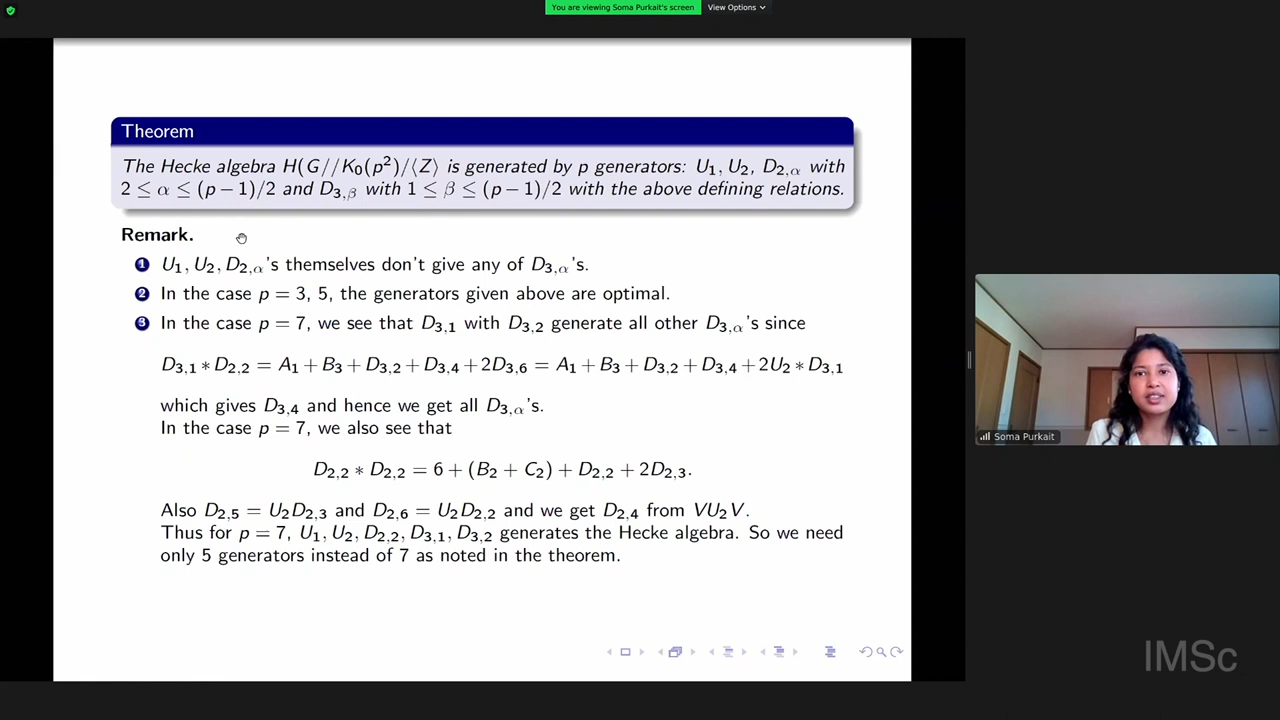 You are viewing Soma Purkait's screen View Options
Theorem
The Hecke algebra H(G//K₀(p²)/⟨Z⟩ is generated by p generators: U₁, U₂, D₂,α with
2 ≤ α ≤ (p − 1)/2 and D₃,β with 1 ≤ β ≤ (p − 1)/2 with the above defining relations.
Remark.
1 U₁, U₂, D₂,α's themselves don't give any of D₃,α's.
2 In the case p = 3, 5, the generators given above are optimal.
3 In the case p = 7, we see that D₃,₁ with D₃,₂ generate all other D₃,α's since
D₃,₁ * D₂,₂ = A₁ + B₃ + D₃,₂ + D₃,₄ + 2D₃,₆ = A₁ + B₃ + D₃,₂ + D₃,₄ + 2U₂ * D₃,₁
which gives D₃,₄ and hence we get all D₃,α's.
In the case p = 7, we also see that
D₂,₂ * D₂,₂ = 6 + (B₂ + C₂) + D₂,₂ + 2D₂,₃.
Also D₂,₅ = U₂D₂,₃ and D₂,₆ = U₂D₂,₂ and we get D₂,₄ from VU₂V.
Thus for p = 7, U₁, U₂, D₂,₂, D₃,₁, D₃,₂ generates the Hecke algebra. So we need
only 5 generators instead of 7 as noted in the theorem.
Soma Purkait
IMSc